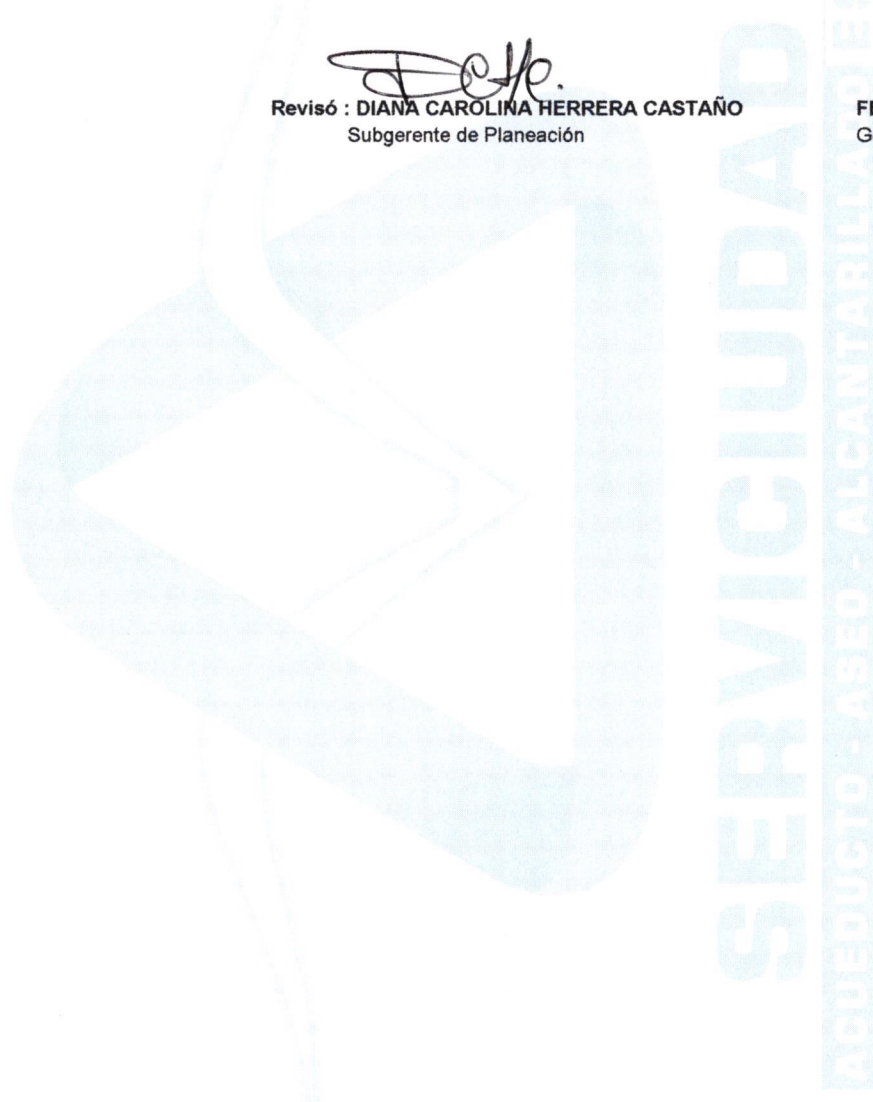 Revisó : DIANA CAROLINA HERRERA CASTAÑO
Subgerente de Planeación
SERVICIUDAD
ACUEDUCTO - ASEO - ALCANTARILLADO